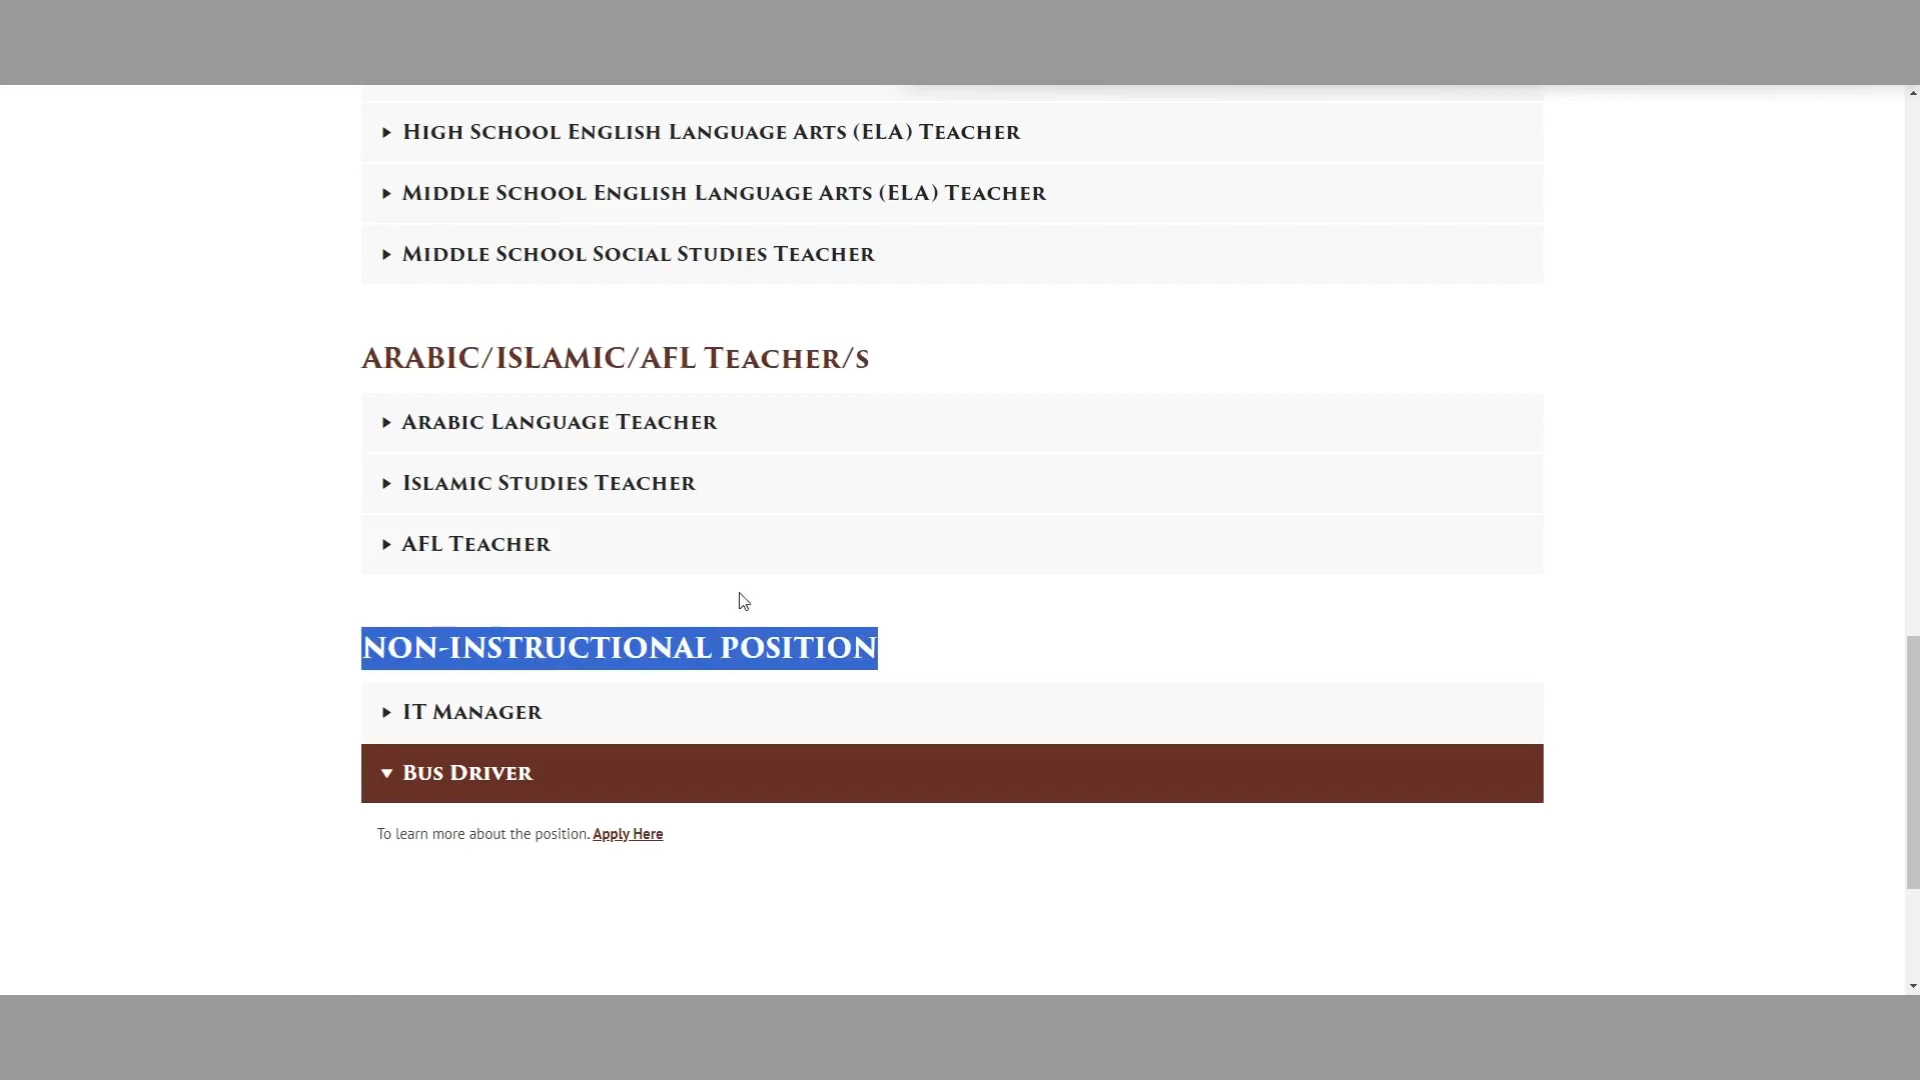 High School English Language Arts (ELA) Teacher
Middle School English Language Arts (ELA) Teacher
Middle School Social Studies Teacher
ARABIC/ISLAMIC/AFL Teacher/s
Arabic Language Teacher
Islamic Studies Teacher
AFL Teacher
NON-INSTRUCTIONAL POSITION
IT Manager
Bus Driver
To learn more about the position. Apply Here